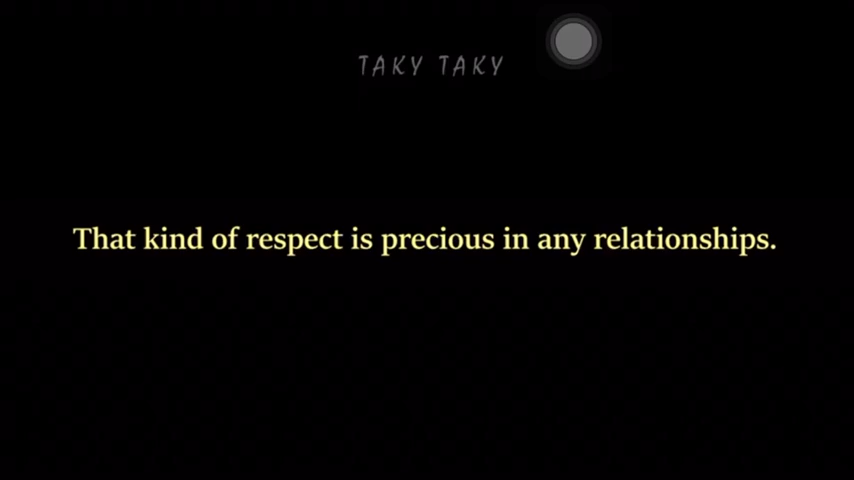 TAKY TAKY
That kind of respect is precious in any relationships.